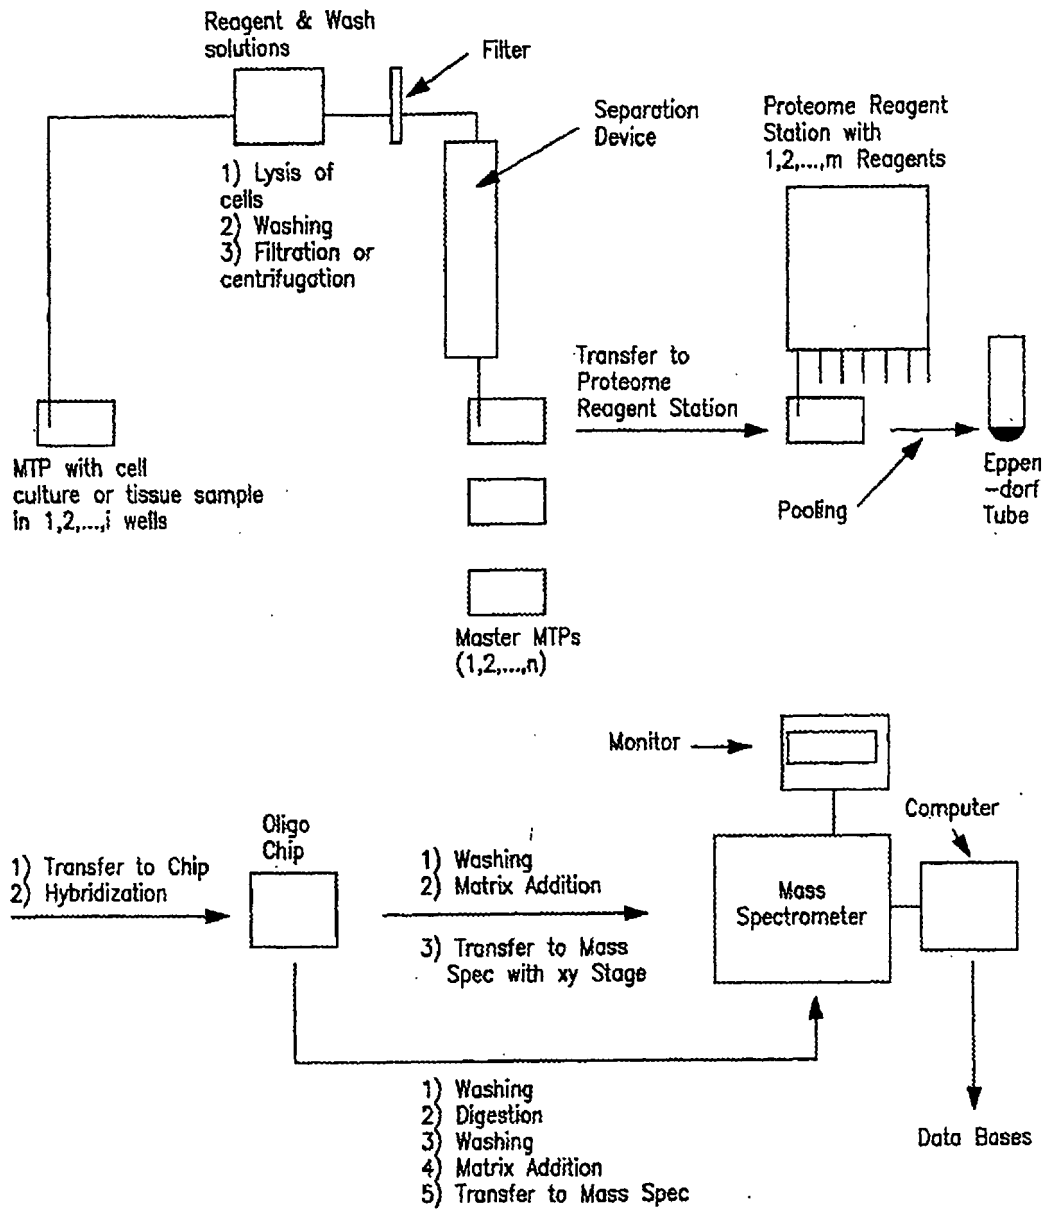 Reagent & Wash
solutions
Filter
Separation
Device
Proteome Reagent
Station with
1,2,...,m Reagents
1) Lysis of
cells
2) Washing
3) Filtration or
centrifugation
Transfer to
Proteome
Reagent Station
MTP with cell
culture or tissue sample
in 1,2,...,i wells
Pooling
Eppen
-dorf
Tube
Master MTPs
(1,2,...,n)
Monitor
Computer
Oligo
Chip
1) Transfer to Chip
2) Hybridization
1) Washing
2) Matrix Addition
3) Transfer to Mass
Spec with xy Stage
Mass
Spectrometer
1) Washing
2) Digestion
3) Washing
4) Matrix Addition
5) Transfer to Mass Spec
Data Bases